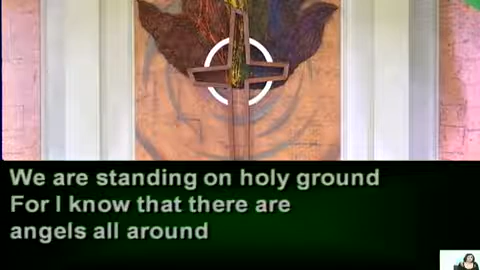 We are standing on holy ground
For I know that there are
angels all around